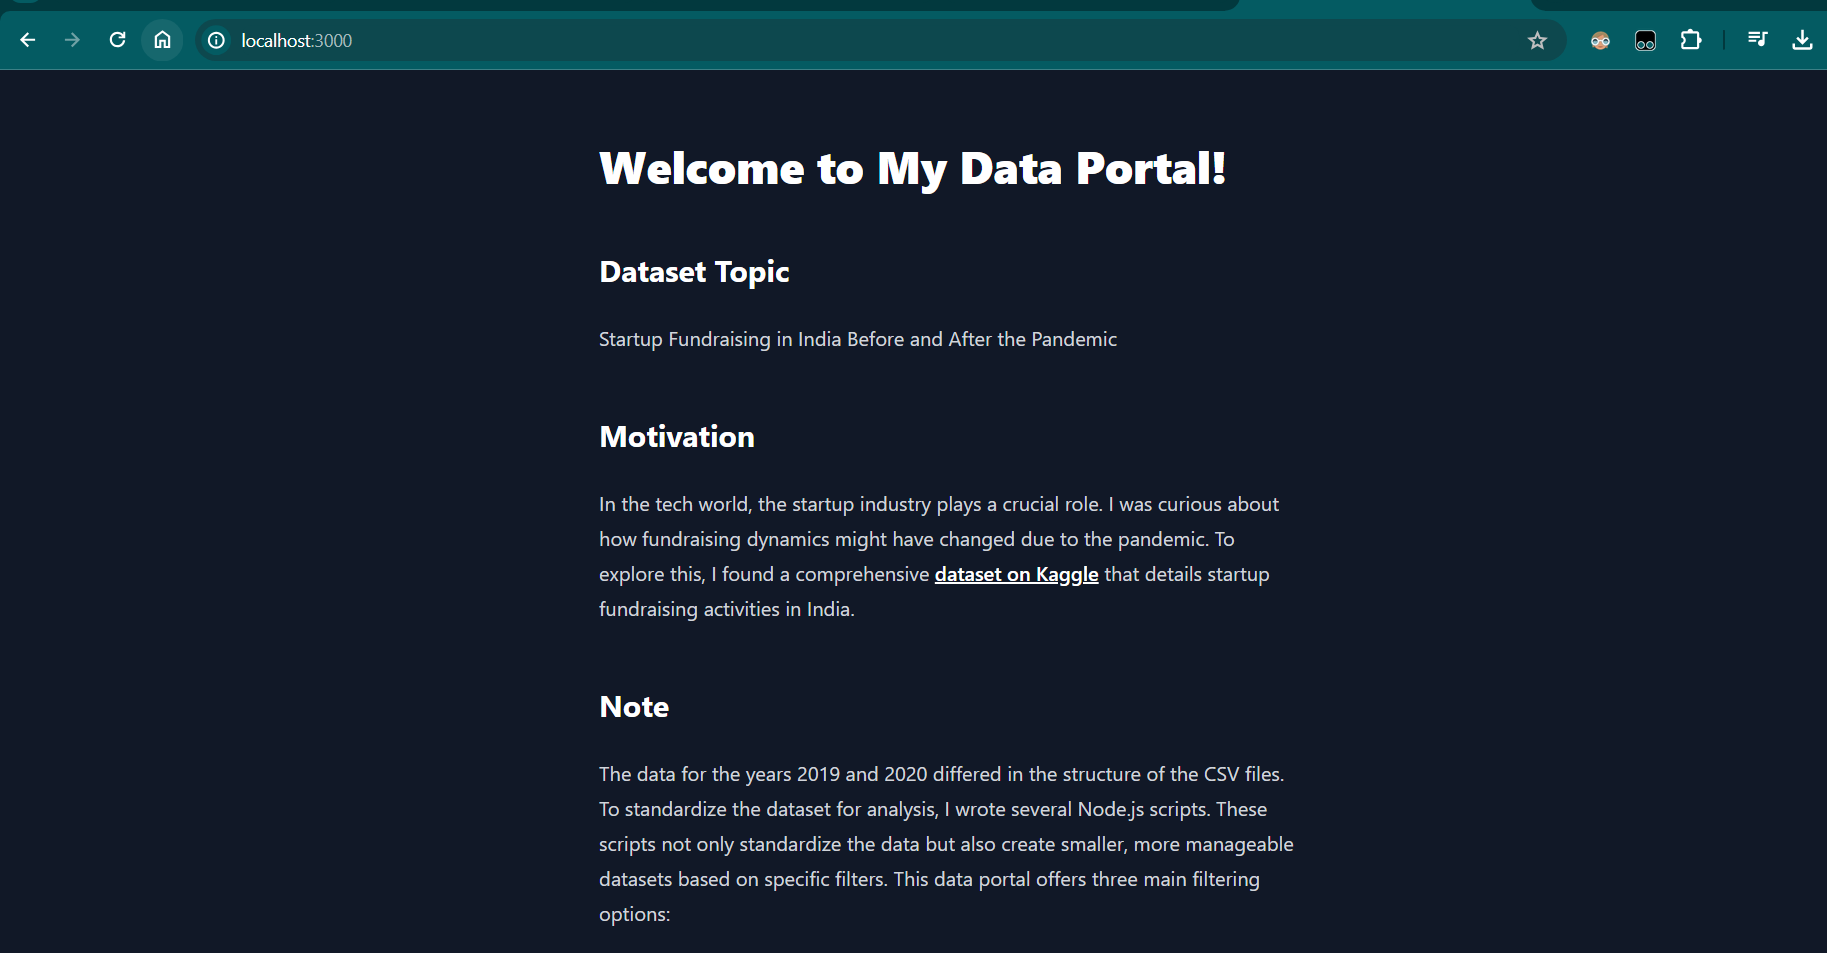 localhost:3000
Welcome to My Data Portal!
Dataset Topic
Startup Fundraising in India Before and After the Pandemic
Motivation
In the tech world, the startup industry plays a crucial role. I was curious about
how fundraising dynamics might have changed due to the pandemic. To
explore this, I found a comprehensive dataset on Kaggle that details startup
fundraising activities in India.
Note
The data for the years 2019 and 2020 differed in the structure of the CSV files.
To standardize the dataset for analysis, I wrote several Node.js scripts. These
scripts not only standardize the data but also create smaller, more manageable
datasets based on specific filters. This data portal offers three main filtering
options: